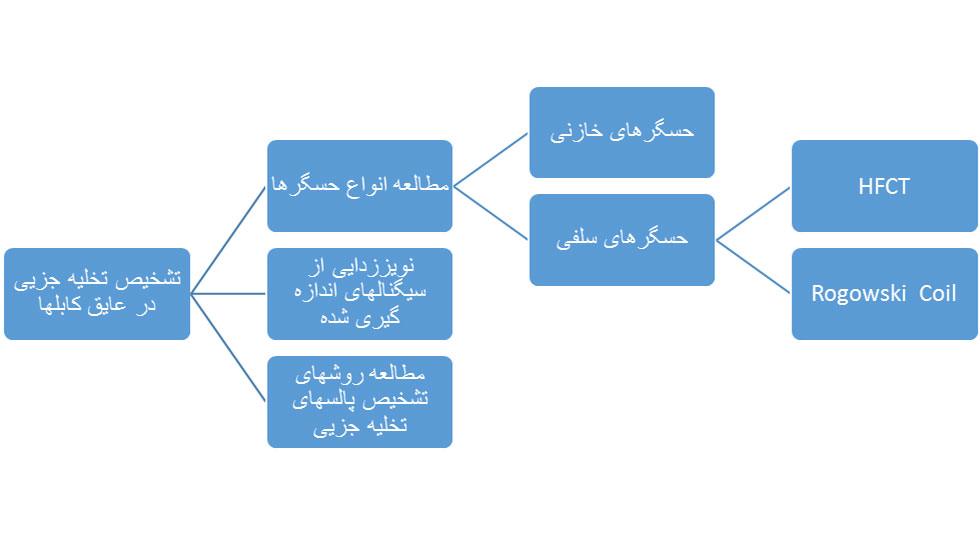 تشخیص تخلیه جزیی
در عایق کابلها
مطالعه انواع حسگرها
نویززدایی از
سیگنالهای اندازه
گیری شده
مطالعه روشهای
تشخیص پالسهای
تخلیه جزیی
حسگرهای خازنی
حسگرهای سلفی
HFCT
Rogowski Coil